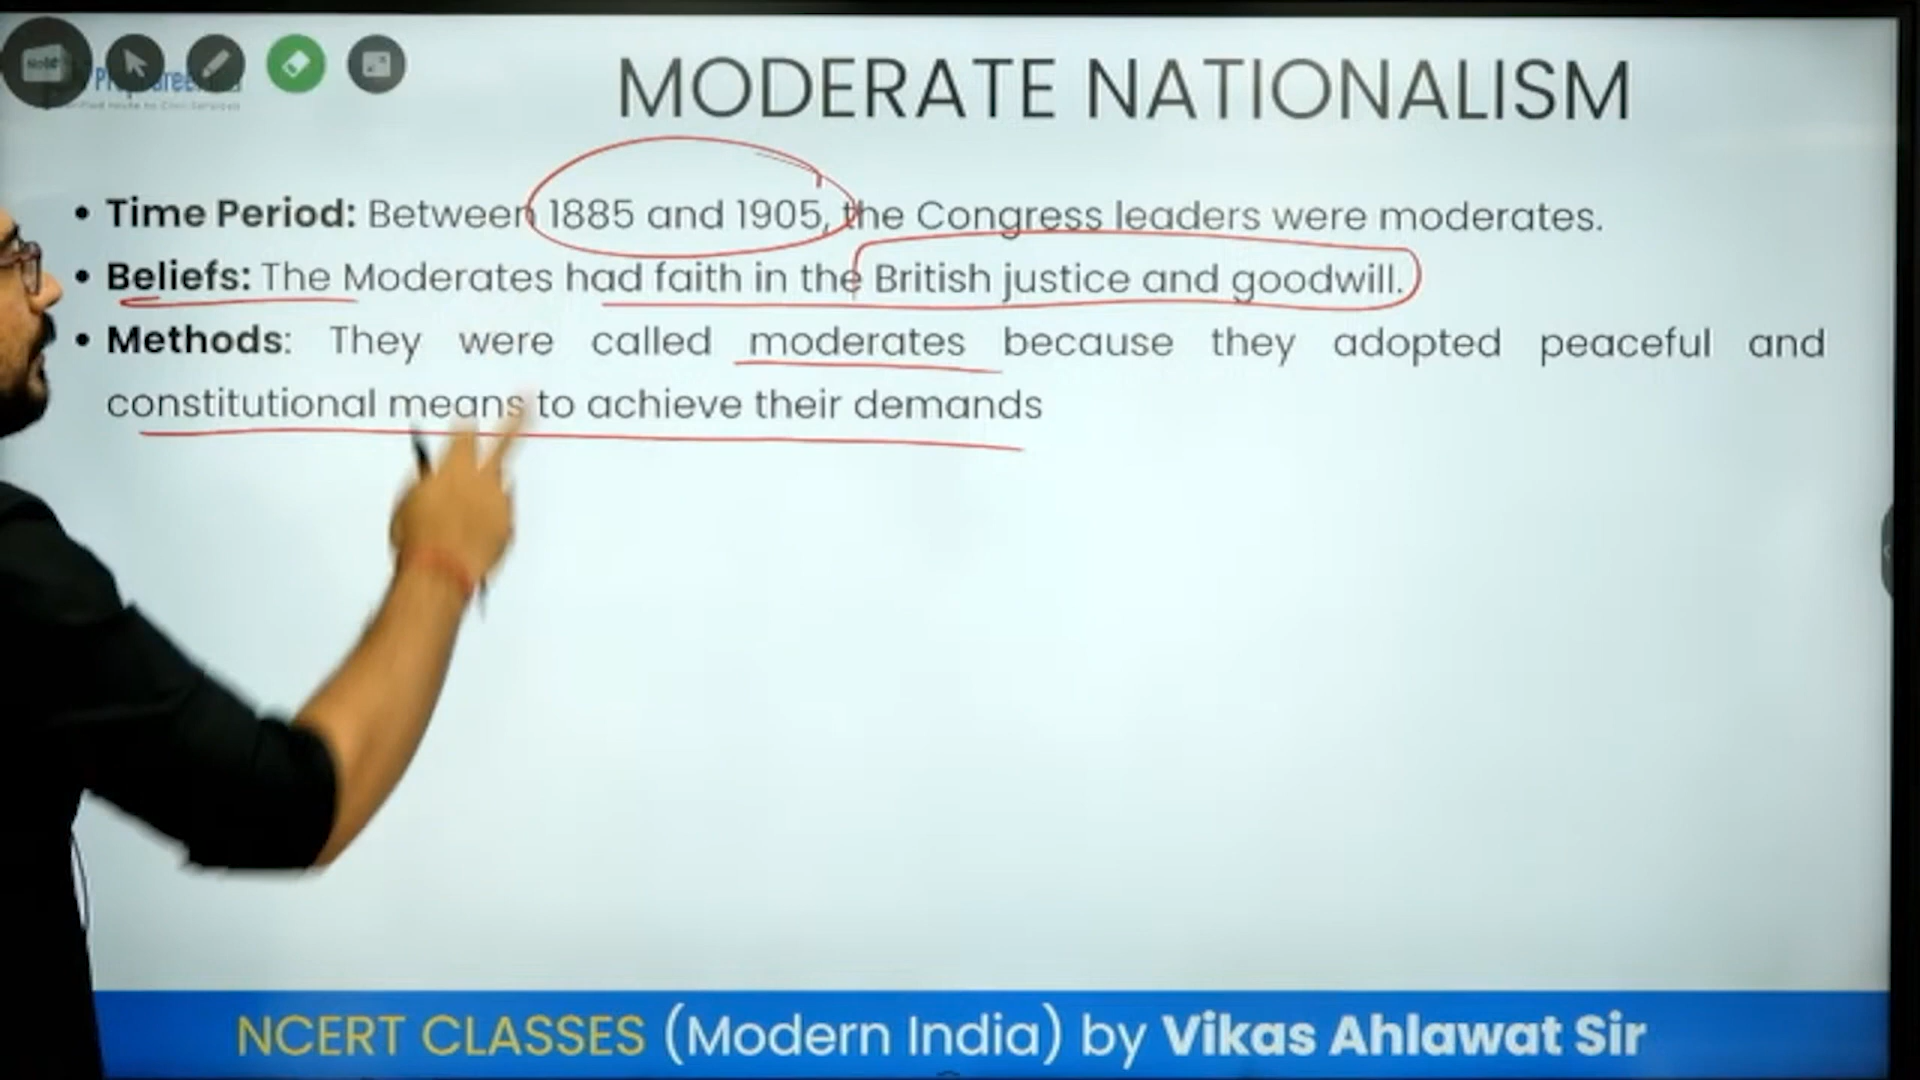 MODERATE NATIONALISM
• Time Period: Between 1885 and 1905, the Congress leaders were moderates.
• Beliefs: The Moderates had faith in the British justice and goodwill.
• Methods: They were called moderates because they adopted peaceful and
constitutional means to achieve their demands
NCERT CLASSES (Modern India) by Vikas Ahlawat Sir